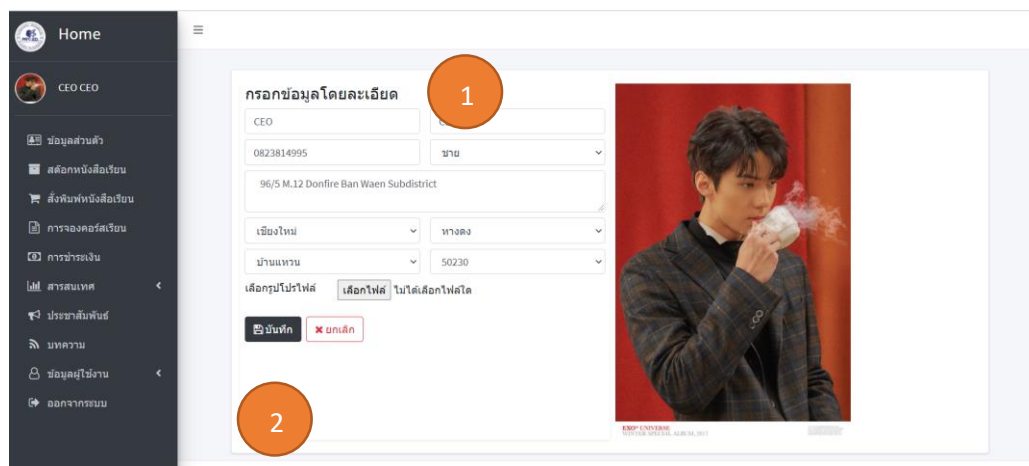 Home
CEO CEO
ข้อมูลส่วนตัว
สต๊อกหนังสือเรียน
สั่งพิมพ์หนังสือเรียน
การจองคอร์สเรียน
การชำระเงิน
สารสนเทศ
ประชาสัมพันธ์
บทความ
ข้อมูลผู้ใช้งาน
ออกจากระบบ
กรอกข้อมูลโดยละเอียด
1
CEO
0823814995 ชาย
96/5 M.12 Donfire Ban Waen Subdistrict
เชียงใหม่ หางดง
บ้านแหวน 50230
เลือกรูปโปรไฟล์ เลือกไฟล์ ไม่ได้เลือกไฟล์ใด
บันทึก ยกเลิก
2
EXO UNIVERSE
WINTER SPECIAL ALBUM, 2017